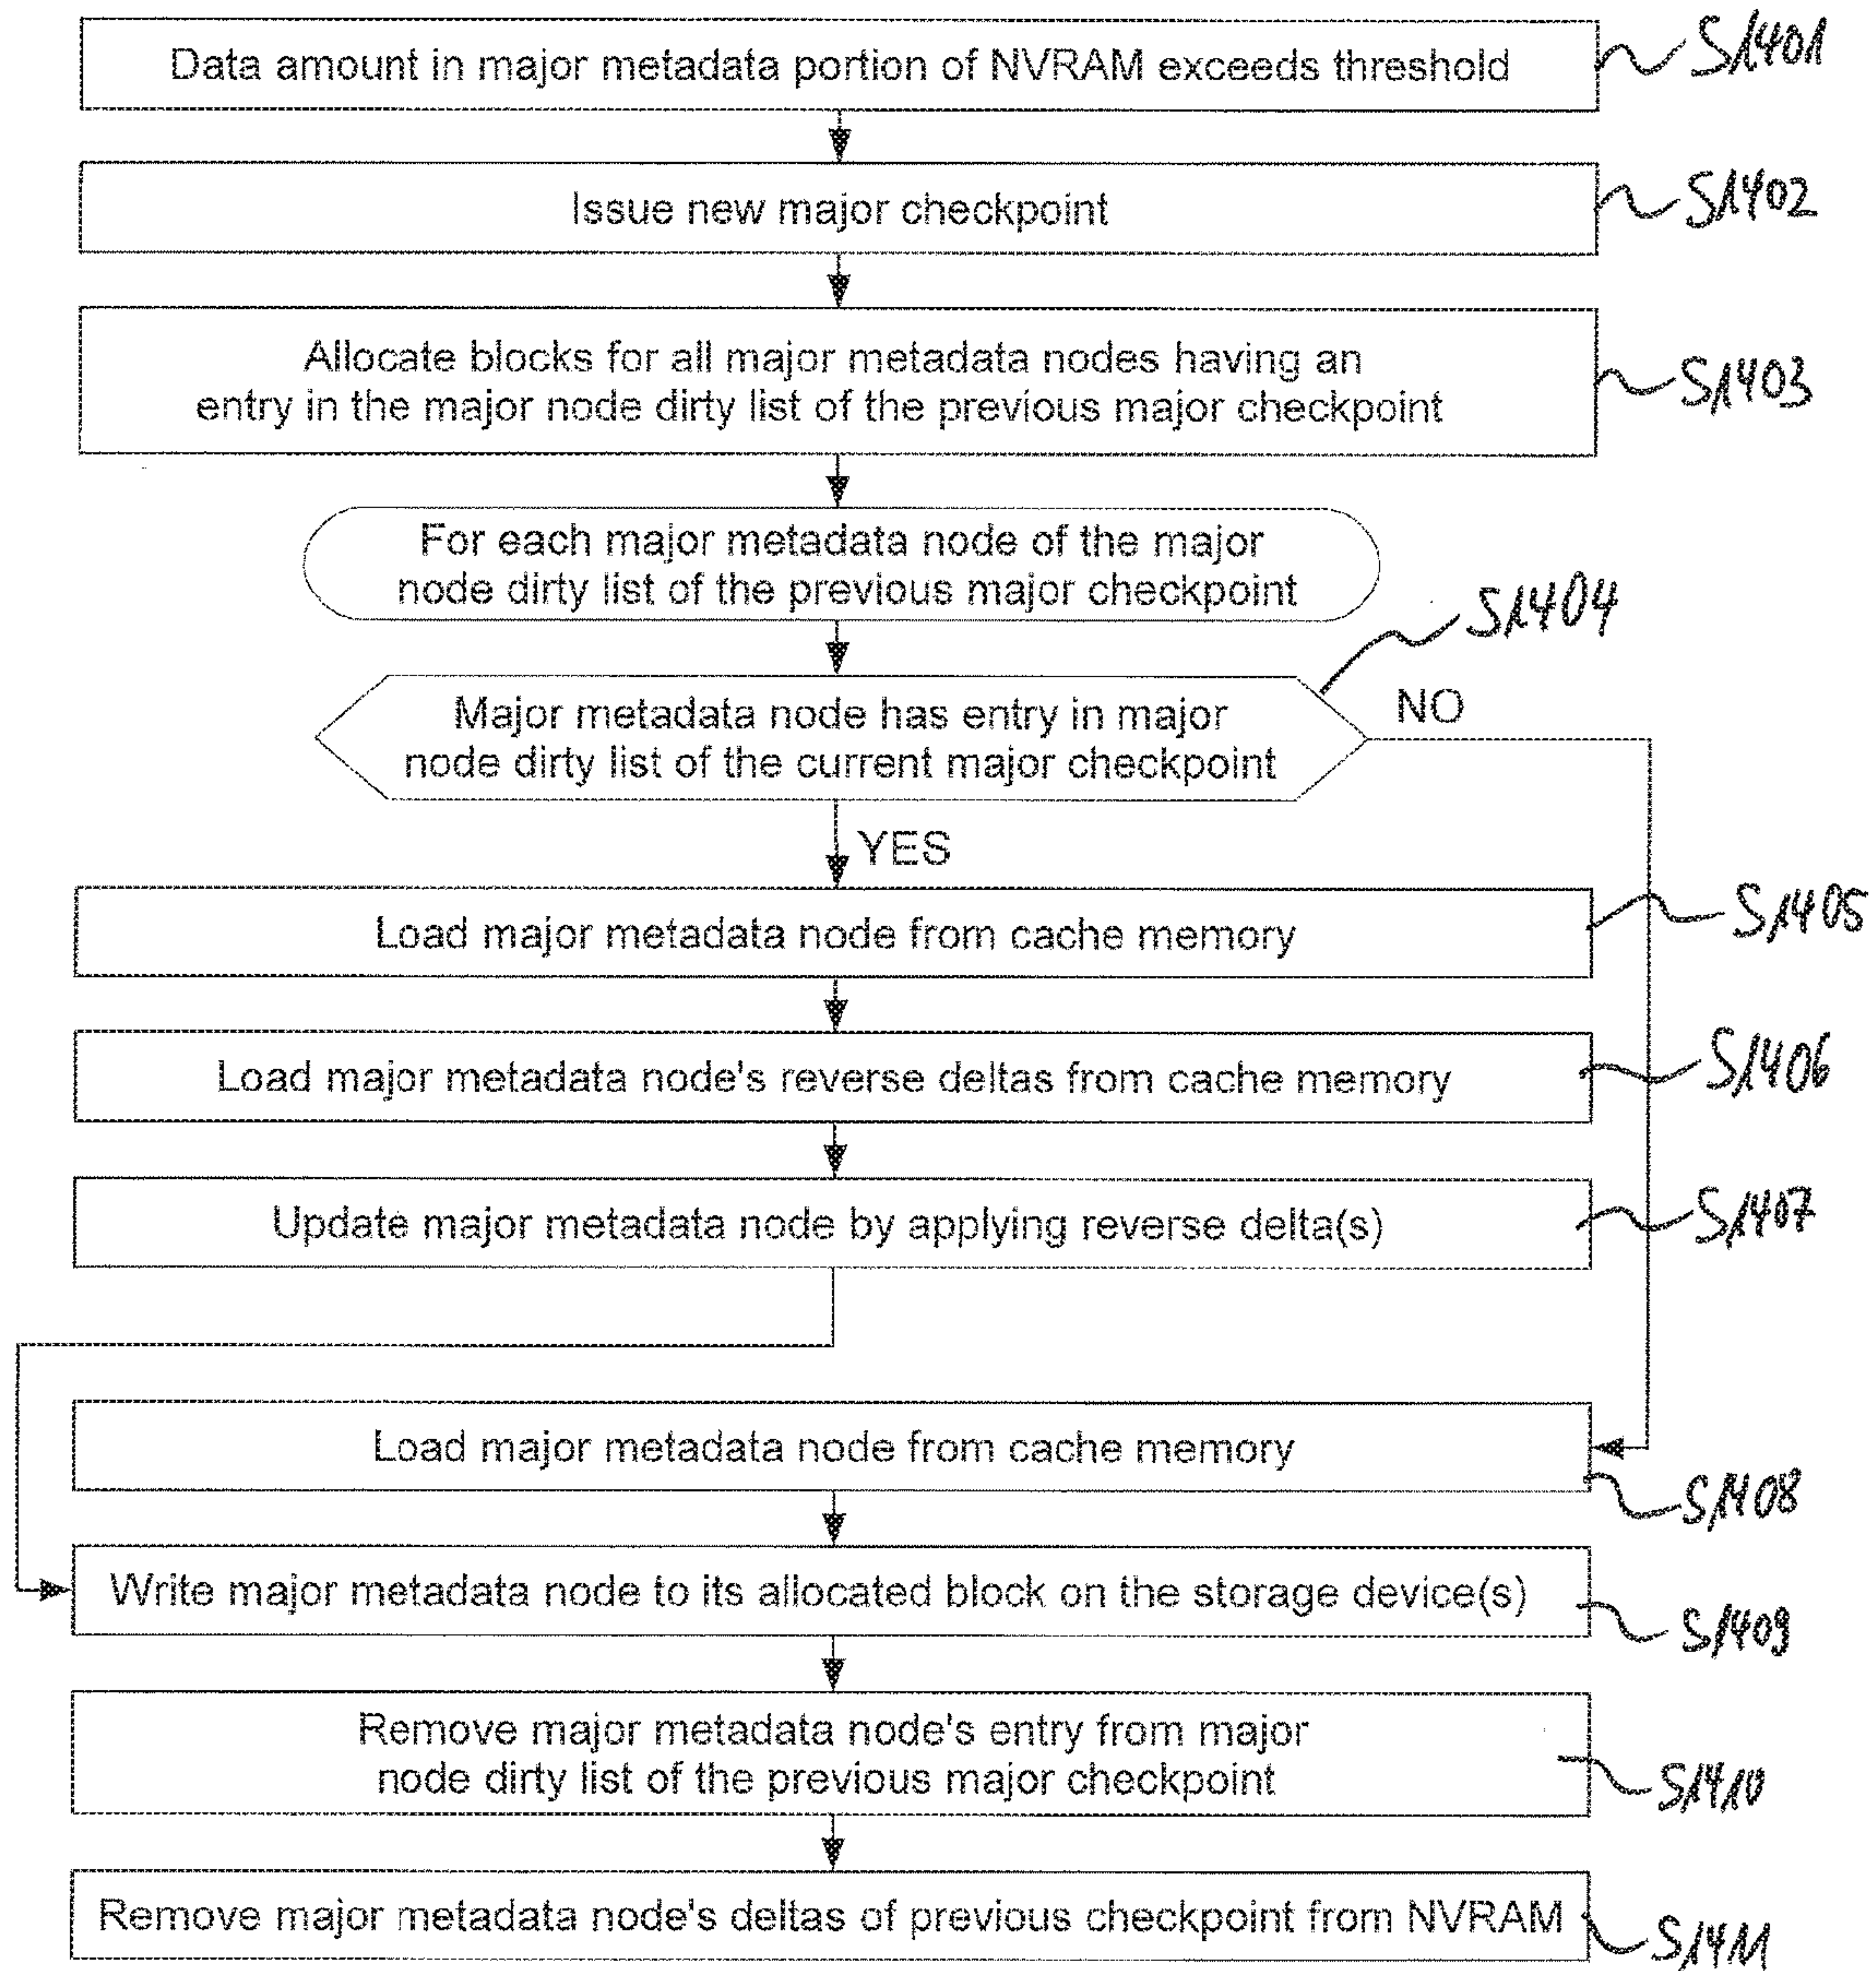 Data amount in major metadata portion of NVRAM exceeds threshold
S1401
Issue new major checkpoint
S1402
Allocate blocks for all major metadata nodes having an
entry in the major node dirty list of the previous major checkpoint
S1403
For each major metadata node of the major
node dirty list of the previous major checkpoint
S1404
Major metadata node has entry in major
node dirty list of the current major checkpoint
NO
YES
Load major metadata node from cache memory
S1405
Load major metadata node's reverse deltas from cache memory
S1406
Update major metadata node by applying reverse delta(s)
S1407
Load major metadata node from cache memory
S1408
Write major metadata node to its allocated block on the storage device(s)
S1409
Remove major metadata node's entry from major
node dirty list of the previous major checkpoint
S1410
Remove major metadata node's deltas of previous checkpoint from NVRAM
S1411